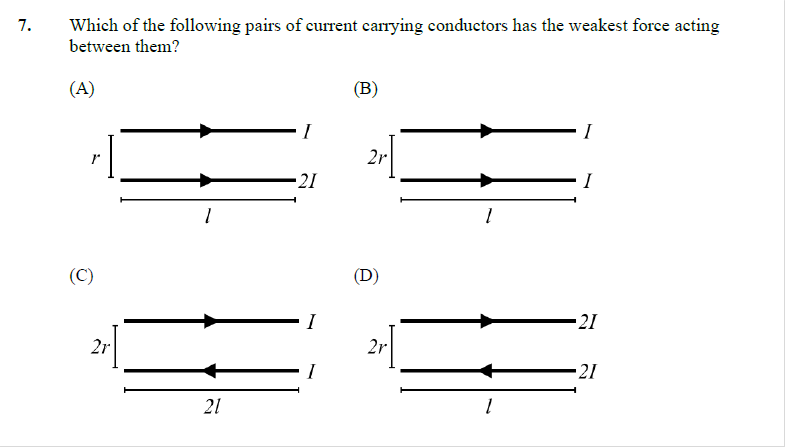 7. Which of the following pairs of current carrying conductors has the weakest force acting
between them?
(A) (B)
I I
r 2r
2I I
l l
(C) (D)
I 2I
2r 2r
I 2I
2l l